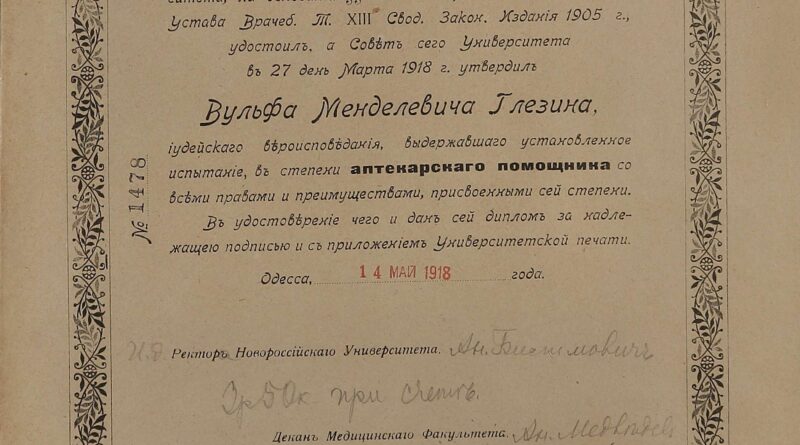 Устава Врачеб. Т. XIII Свод. Закон. Изданія 1905 г.,
удостоилъ, а Совѣтъ сего Университета
въ 27 день Марта 1918 г. утвердилъ
Вульфа Менделевича Глезина,
іудейскаго вѣроисповѣданія, выдержавшаго установленное
испытаніе, въ степени аптекарскаго помощника со
всѣми правами и преимуществами, присвоенными сей степени.
Въ удостовѣреніе чего и данъ сей дипломъ за надле-
жащею подписью и съ приложеніемъ Университетской печати.
Одесса, 14 МАЙ 1918 года.
№ 1478
И.д. Ректоръ Новороссійскаго Университета.
при
Деканъ Медицинскаго Факультета. Ан. Медвѣдев